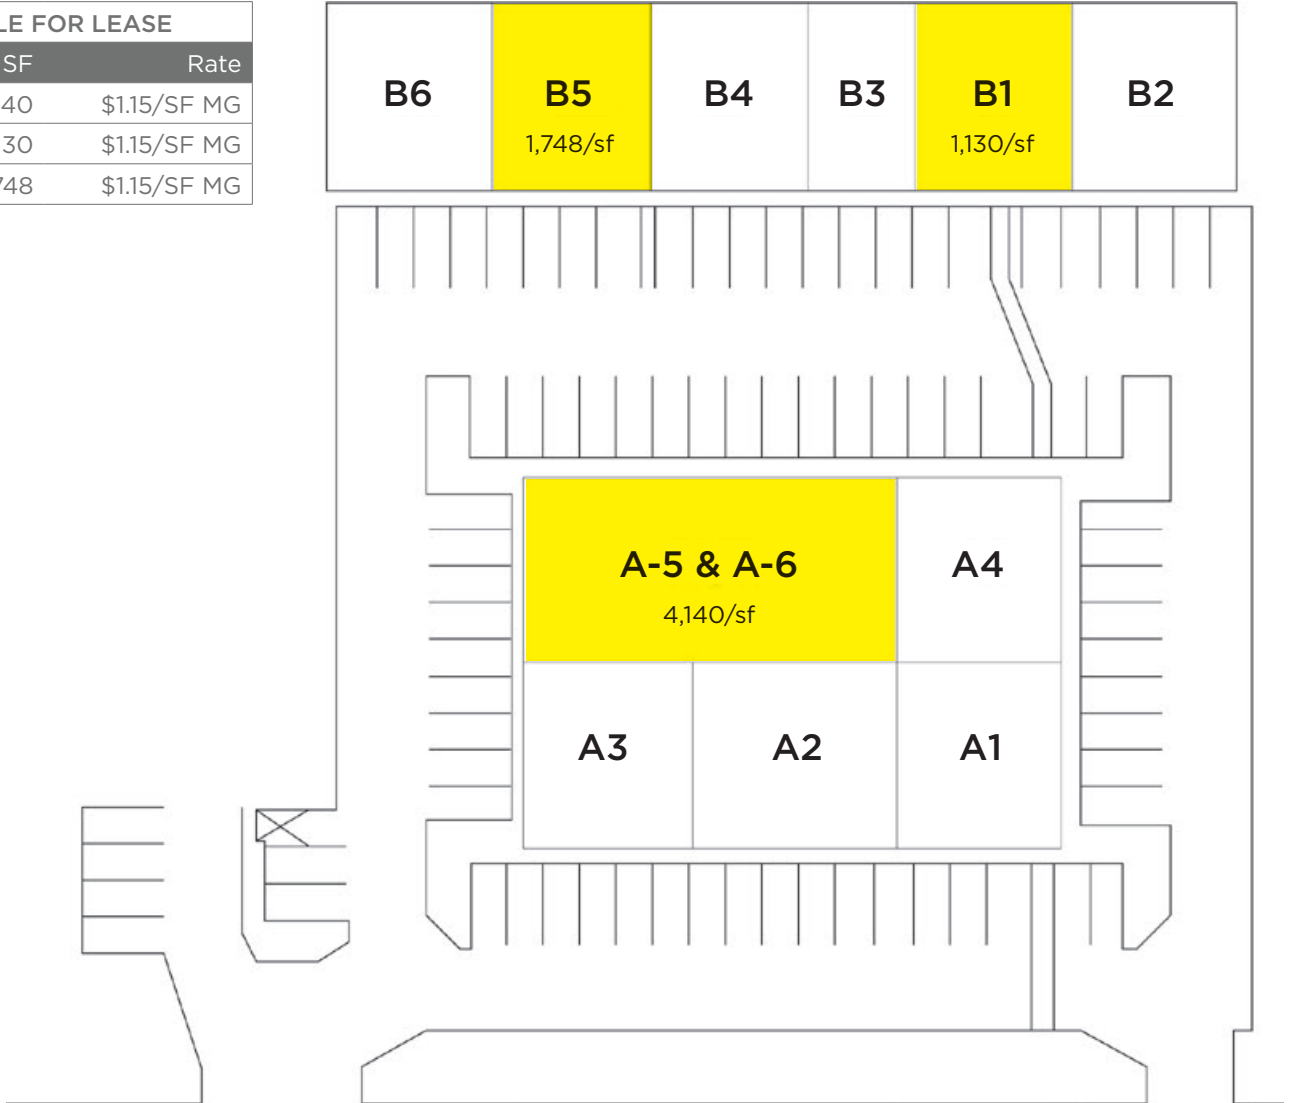 LE FOR LEASE
SF Rate
40 $1.15/SF MG
30 $1.15/SF MG
748 $1.15/SF MG
B6 B5 B4 B3 B1 B2
1,748/sf 1,130/sf
A-5 & A-6 A4
4,140/sf
A3 A2 A1